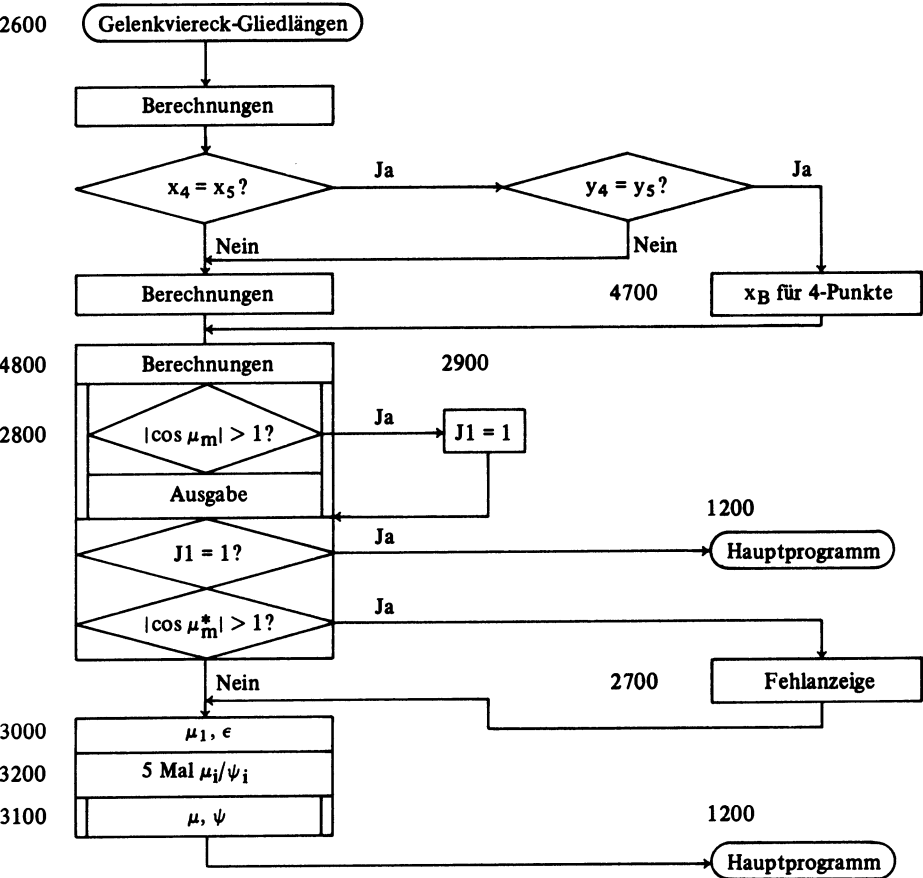 2600 Gelenkviereck-Gliedlängen
Berechnungen
x₄ = x₅? Ja y₄ = y₅? Ja
Nein Nein
Berechnungen 4700 x_B für 4-Punkte
4800 Berechnungen 2900
2800 |cos μ_m| > 1? Ja J1 = 1
Ausgabe
1200
J1 = 1? Ja Hauptprogramm
|cos μ*_m| > 1? Ja
Nein 2700 Fehlanzeige
3000 μ₁, ϵ
3200 5 Mal μ_i/ψ_i
3100 μ, ψ 1200
Hauptprogramm